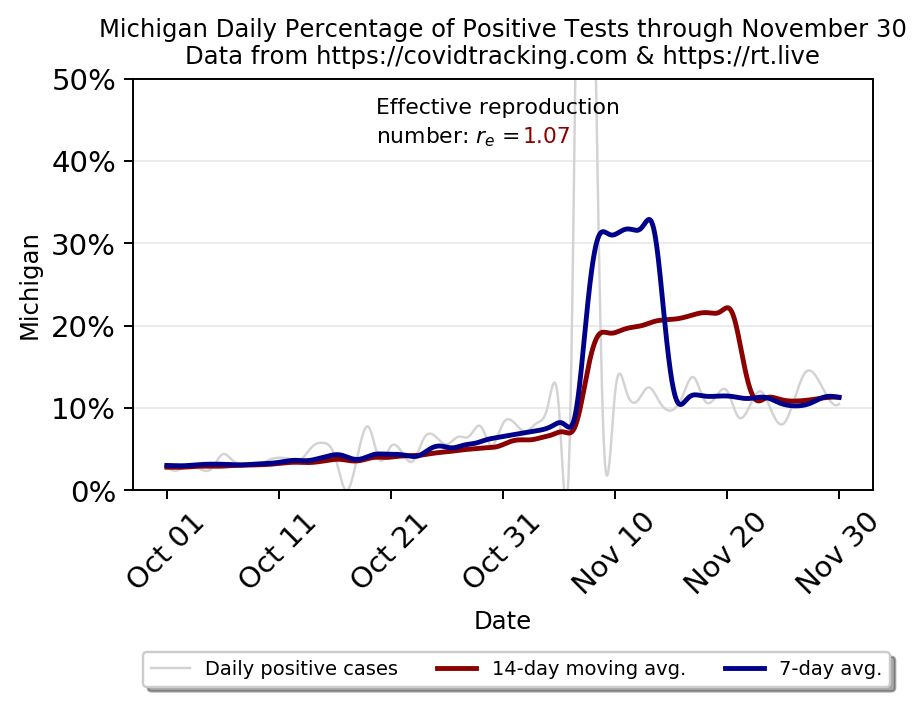 Michigan Daily Percentage of Positive Tests through November 30
Data from https://covidtracking.com & https://rt.live
50%
Effective reproduction
number: rₑ =1.07
40%
30%
20%
10%
0%
Michigan
Oct 01
Oct 11
Oct 21
Oct 31
Nov 10
Nov 20
Nov 30
Date
Daily positive cases
14-day moving avg.
7-day avg.